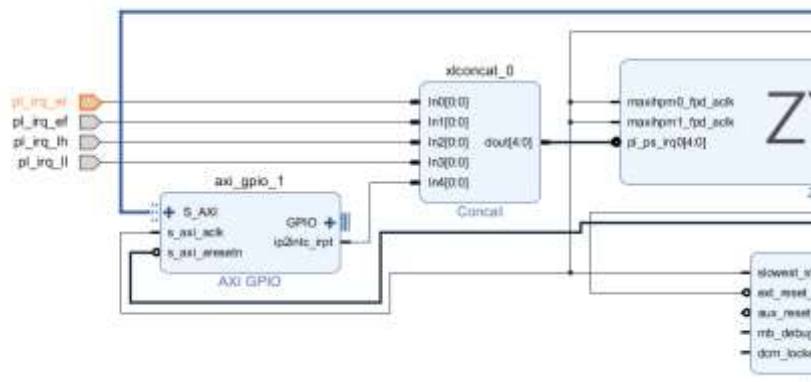 xlconcat_0
pl_irq_er
pl_irq_ef
pl_irq_lh
pl_irq_ll
In0[0:0]
In1[0:0]
In2[0:0]
In3[0:0]
In4[0:0]
dout[4:0]
Concat
maxihpm0_fpd_aclk
maxihpm1_fpd_aclk
pl_ps_irq0[4:0]
ZY
axi_gpio_1
S_AXI
s_axi_aclk
s_axi_aresetn
GPIO
ip2intc_irpt
AXI GPIO
slowest_s
ext_reset_
aux_reset
mb_debug
dcm_locke